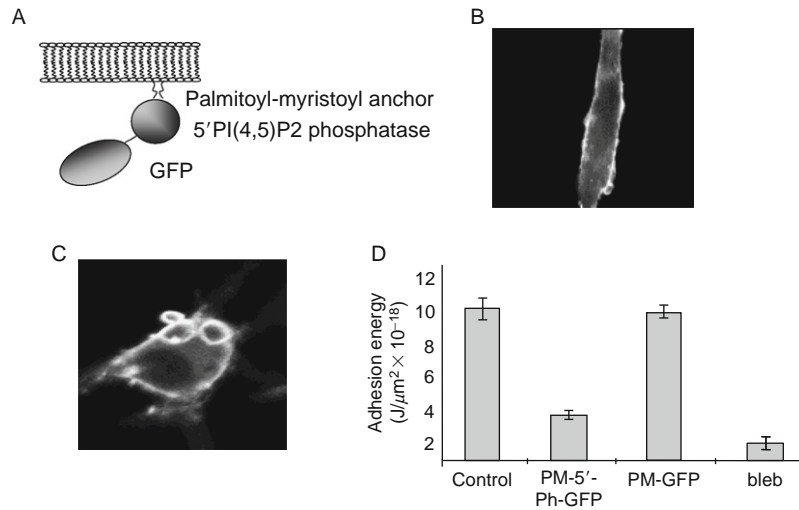 A
Palmitoyl-myristoyl anchor
5′PI(4,5)P2 phosphatase
GFP
B
C
D
Adhesion energy
(J/μm² × 10⁻¹⁸)
12
10
8
6
4
2
Control
PM-5′-
Ph-GFP
PM-GFP
bleb